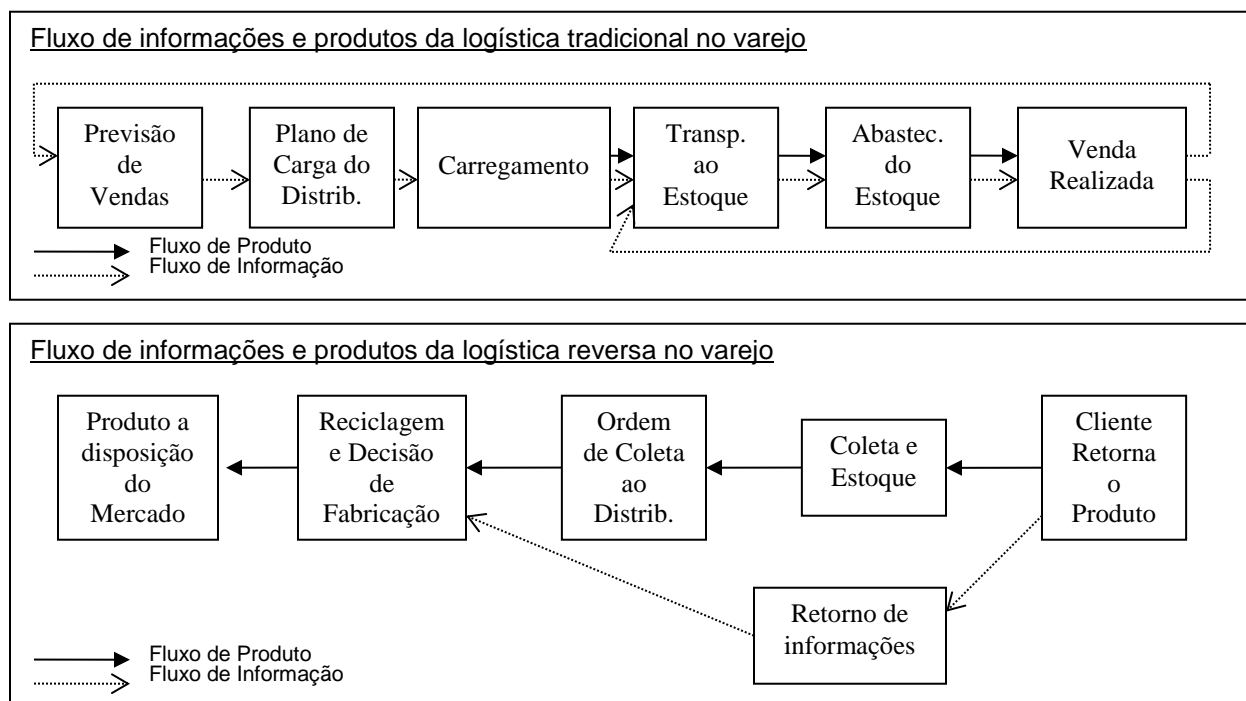 Fluxo de informações e produtos da logística tradicional no varejo
Previsão
de
Vendas
Plano de
Carga do
Distrib.
Carregamento
Transp.
ao
Estoque
Abastec.
do
Estoque
Venda
Realizada
Fluxo de Produto
Fluxo de Informação
Fluxo de informações e produtos da logística reversa no varejo
Produto a
disposição
do
Mercado
Reciclagem
e Decisão
de
Fabricação
Ordem
de Coleta
ao
Distrib.
Coleta e
Estoque
Cliente
Retorna
o
Produto
Retorno de
informações
Fluxo de Produto
Fluxo de Informação